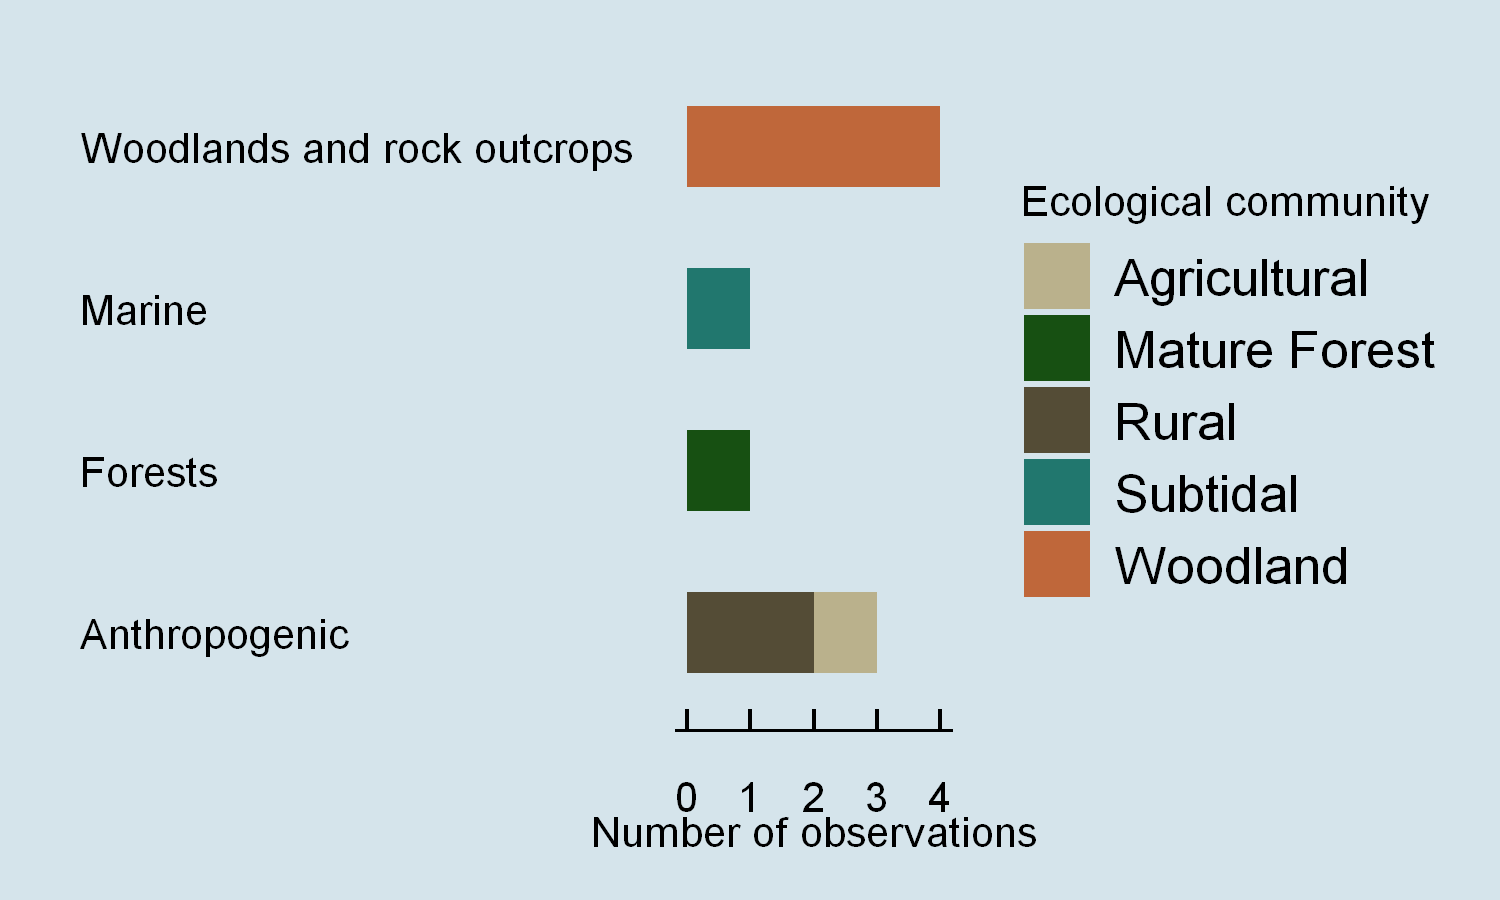 Woodlands and rock outcrops
Marine
Forests
Anthropogenic
0 1 2 3 4
Number of observations
Ecological community
Agricultural
Mature Forest
Rural
Subtidal
Woodland